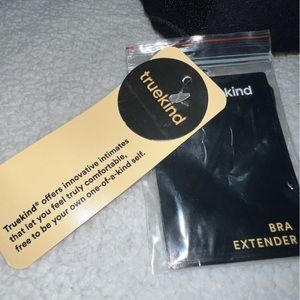 truekind
Truekind® offers innovative intimates
that let you feel truly comfortable,
free to be your own one-of-a-kind self.
kind
BRA
EXTENDER